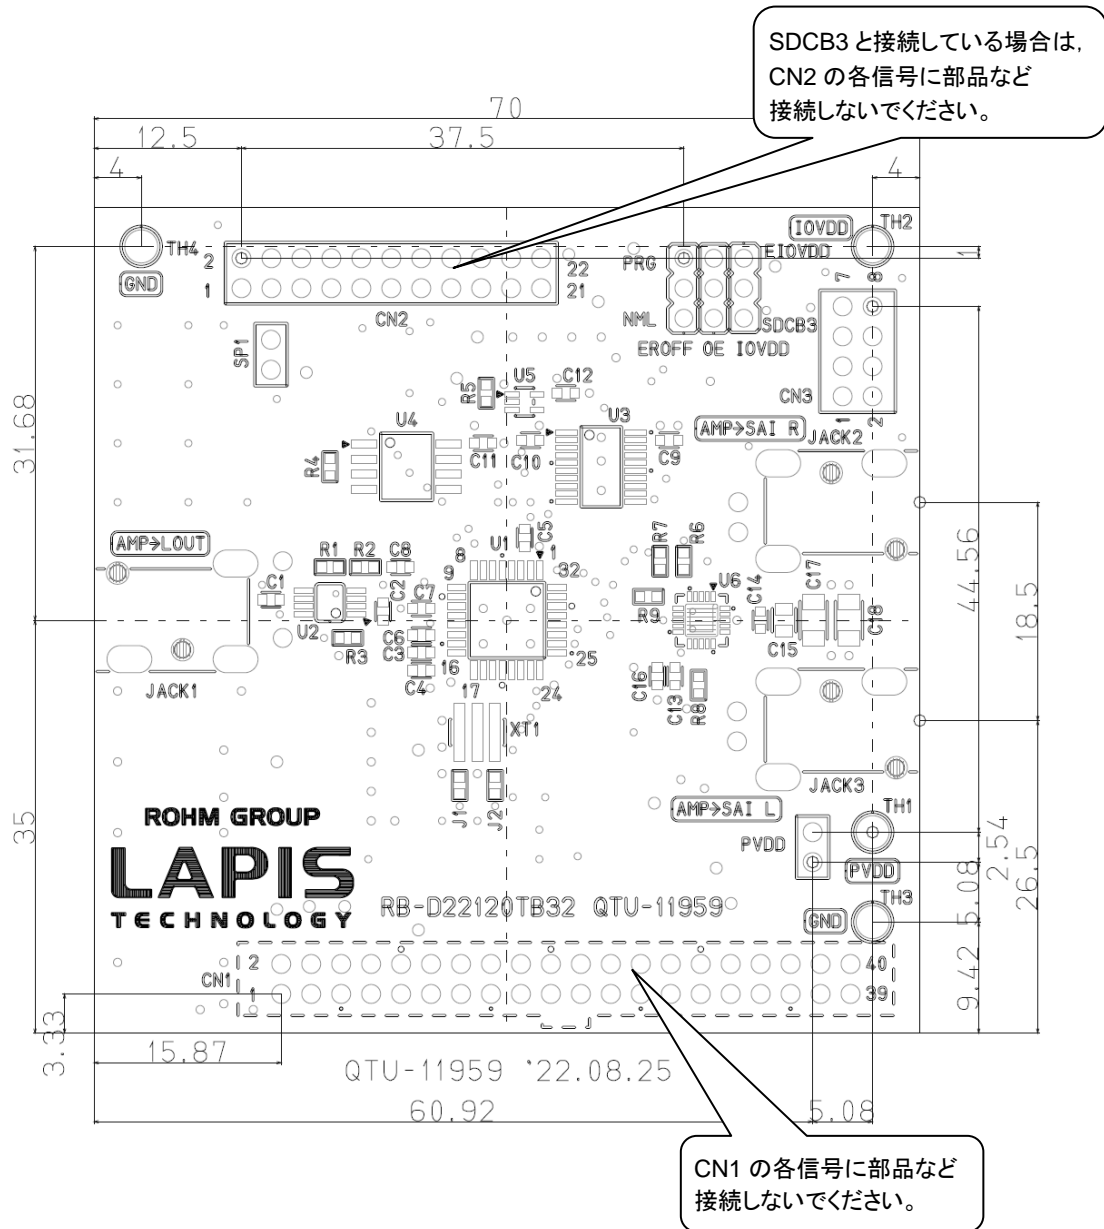 SDCB3 と接続している場合は,
CN2 の各信号に部品など
接続しないでください。
70
12.5
37.5
4
4
TH4
GND
2
1
22
21
CN2
PRG
NML
EROFF OE IOVDD
IOVDD
TH2
EIOVDD
SDCB3
7
8
1
CN3
1
2
SP1
R5
U5
C12
U4
U3
R4
C11
C10
C9
AMP→SAI R
JACK2
31.68
AMP→LOUT
R1
R2
C8
U1
C5
1
8
9
32
R7
R6
C17
C1
C2
C7
U6
C14
C18
U2
R3
C6
C3
C4
R9
C15
16
17
24
25
C16
C13
R8
JACK1
XT1
44.56
18.5
J1
J2
JACK3
AMP→SAI L
TH1
PVDD
PVDD
35
ROHM GROUP
LAPIS
TECHNOLOGY
RB-D22120TB32 QTU-11959
TH3
GND
2.54
5.08
26.5
9.42
CN1
2
1
40
39
3.33
15.87
QTU-11959 '22.08.25
60.92
5.08
CN1 の各信号に部品など
接続しないでください。